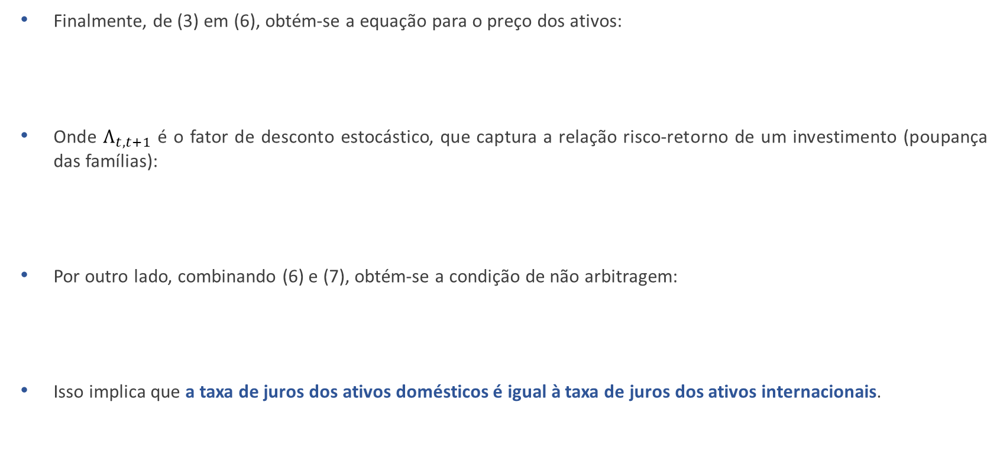 • Finalmente, de (3) em (6), obtém-se a equação para o preço dos ativos:
• Onde Λ_{t,t+1} é o fator de desconto estocástico, que captura a relação risco-retorno de um investimento (poupança
das famílias):
• Por outro lado, combinando (6) e (7), obtém-se a condição de não arbitragem:
• Isso implica que a taxa de juros dos ativos domésticos é igual à taxa de juros dos ativos internacionais.